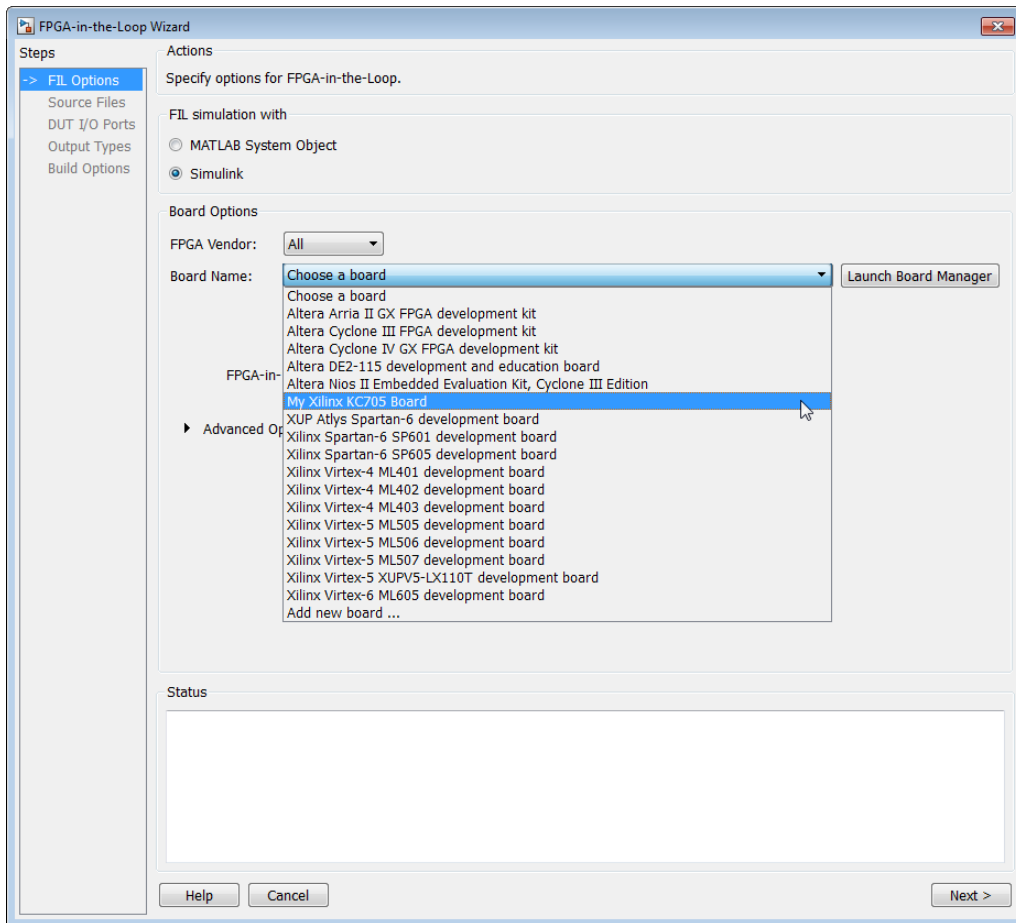 FPGA-in-the-Loop Wizard
Steps
-> FIL Options
Source Files
DUT I/O Ports
Output Types
Build Options
Actions
Specify options for FPGA-in-the-Loop.
FIL simulation with
MATLAB System Object
Simulink
Board Options
FPGA Vendor: All
Board Name: Choose a board Launch Board Manager
Choose a board
Altera Arria II GX FPGA development kit
Altera Cyclone III FPGA development kit
Altera Cyclone IV GX FPGA development kit
Altera DE2-115 development and education board
FPGA-in-
Altera Nios II Embedded Evaluation Kit, Cyclone III Edition
My Xilinx KC705 Board
XUP Atlys Spartan-6 development board
Advanced Op
Xilinx Spartan-6 SP601 development board
Xilinx Spartan-6 SP605 development board
Xilinx Virtex-4 ML401 development board
Xilinx Virtex-4 ML402 development board
Xilinx Virtex-4 ML403 development board
Xilinx Virtex-5 ML505 development board
Xilinx Virtex-5 ML506 development board
Xilinx Virtex-5 ML507 development board
Xilinx Virtex-5 XUPV5-LX110T development board
Xilinx Virtex-6 ML605 development board
Add new board ...
Status
Help Cancel Next >